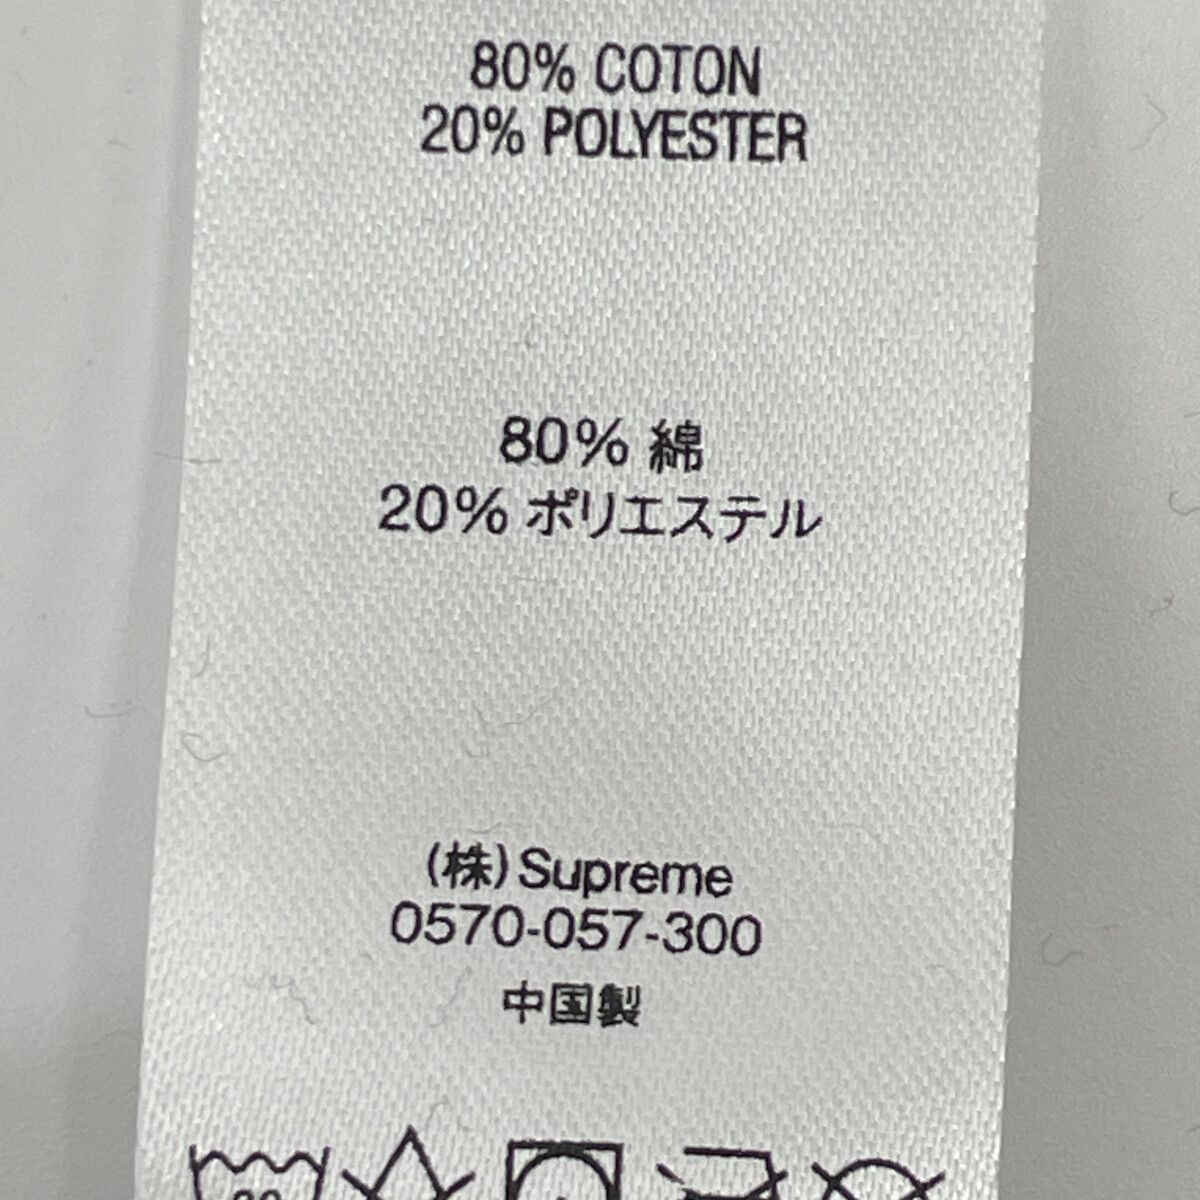 80% COTON
20% POLYESTER
80% 綿
20% ポリエステル
(株) Supreme
0570-057-300
中国製